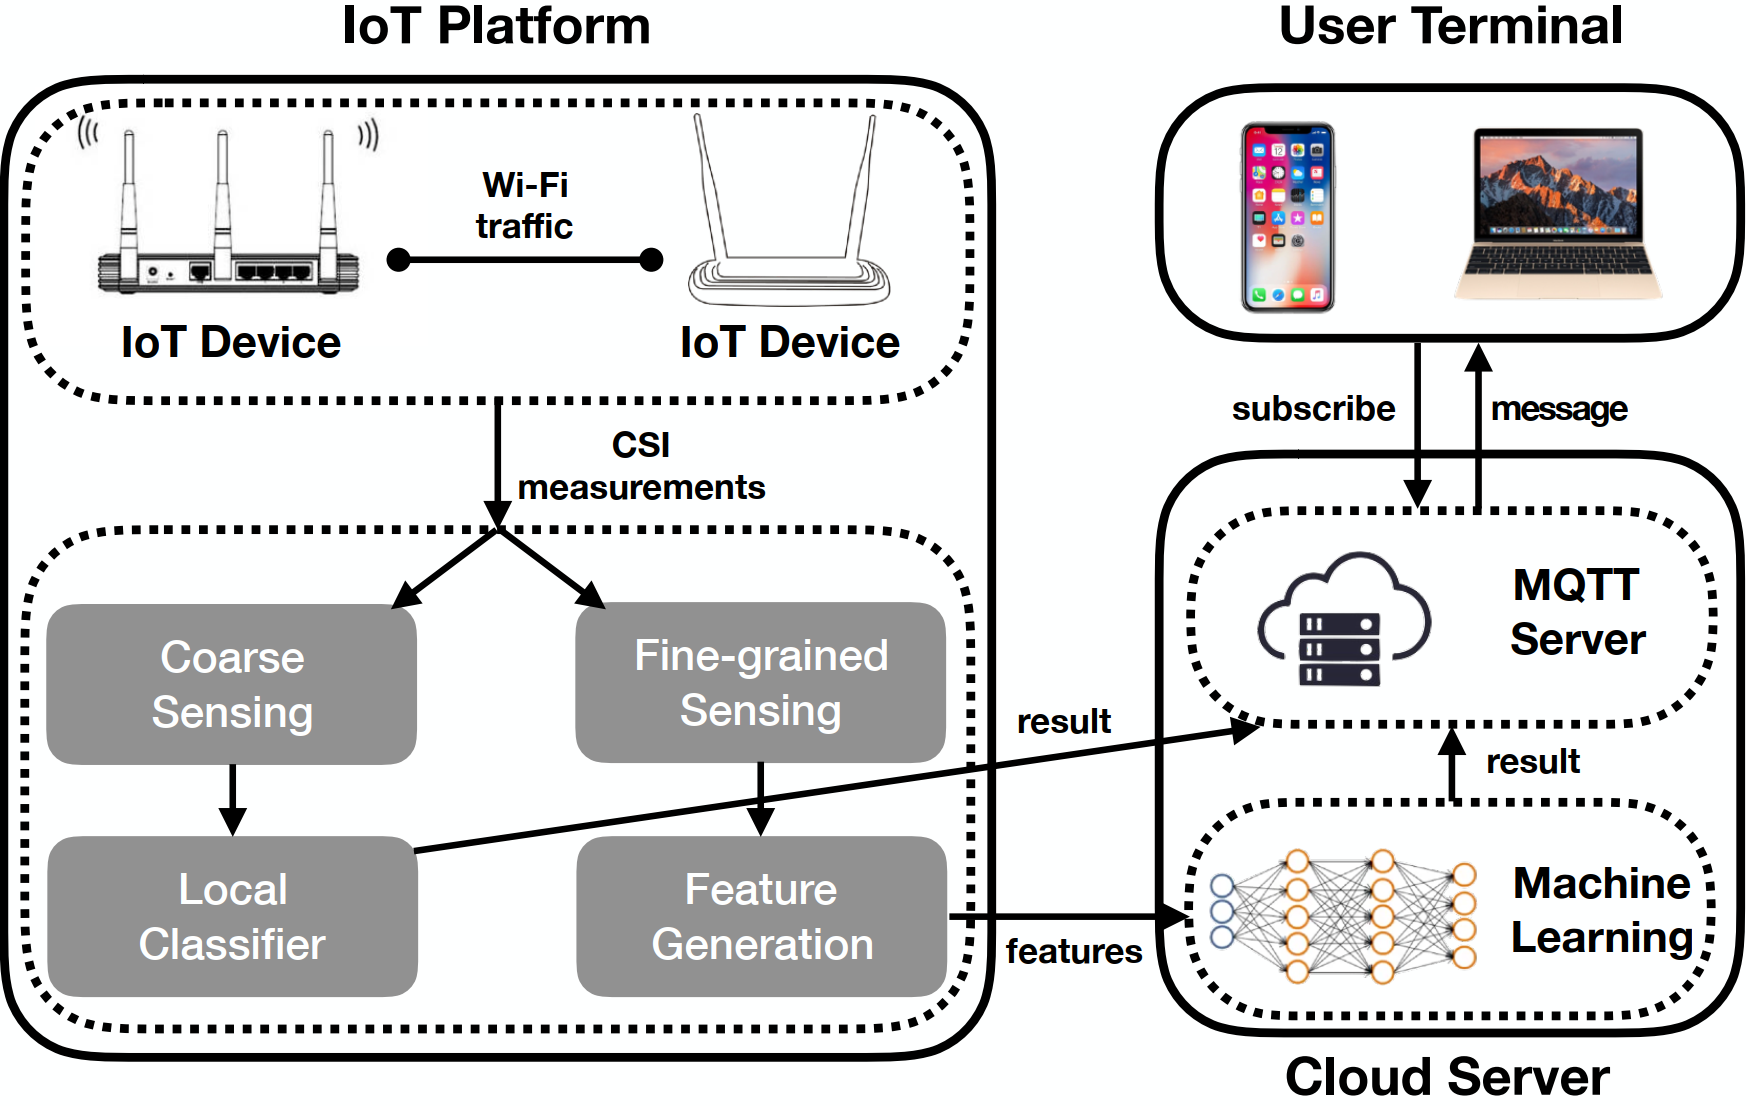 IoT Platform
User Terminal
Wi-Fi
traffic
IoT Device
IoT Device
CSI
measurements
subscribe
message
Coarse
Sensing
Fine-grained
Sensing
MQTT
Server
result
result
Local
Classifier
Feature
Generation
features
Machine
Learning
Cloud Server